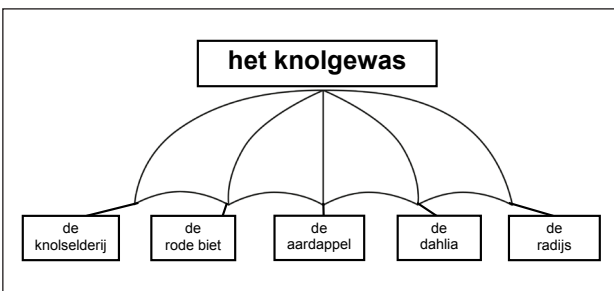 het knolgewas
de
knolselderij
de
rode biet
de
aardappel
de
dahlia
de
radijs